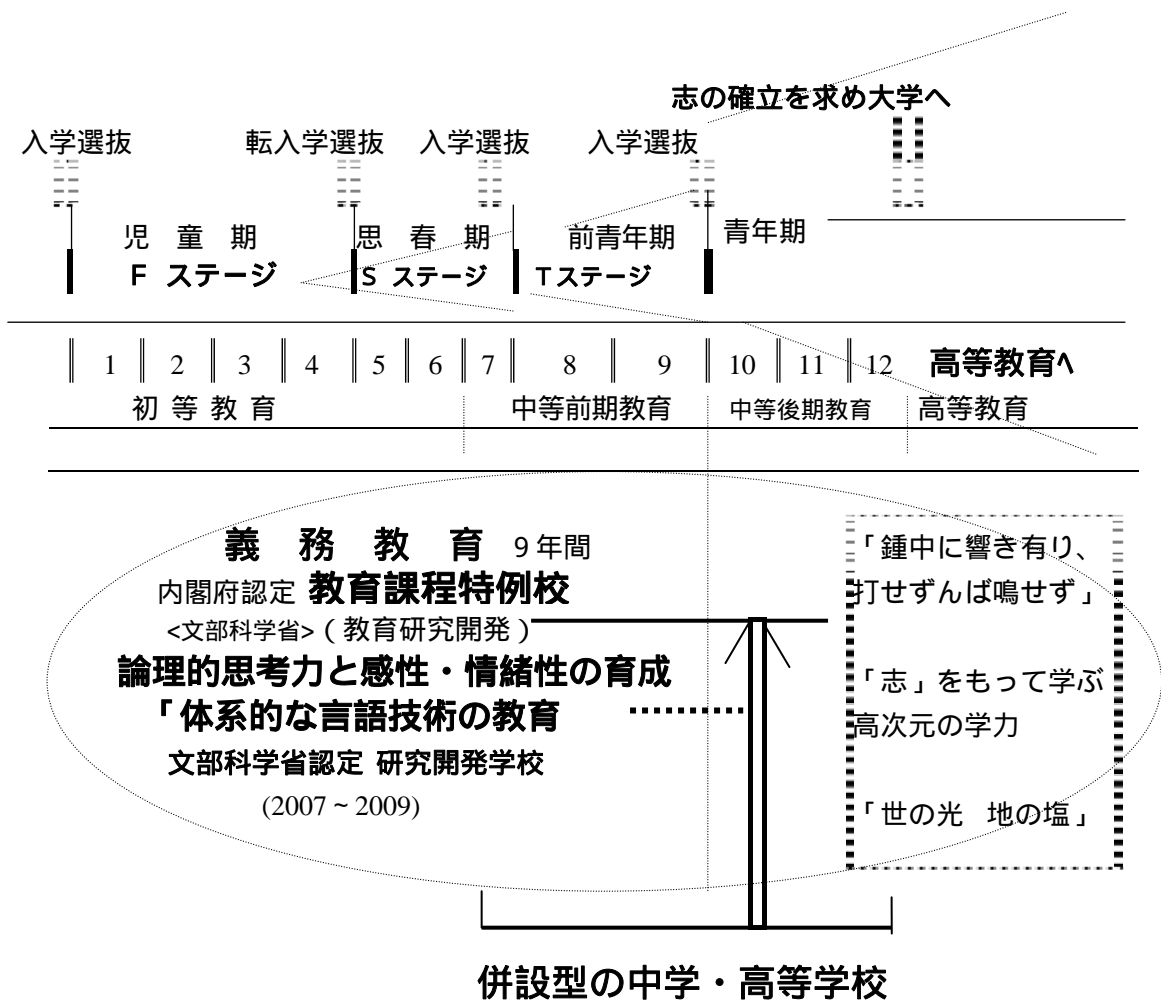 志の確立を求め大学へ
入学選抜 転入学選抜 入学選抜 入学選抜
児 童 期 思 春 期 前青年期 青年期
F ステージ S ステージ Tステージ
1 2 3 4 5 6 7 8 9 10 11 12 高等教育へ
初 等 教 育 中等前期教育 中等後期教育 高等教育
義 務 教 育 9年間
内閣府認定 教育課程特例校
<文部科学省>(教育研究開発)
論理的思考力と感性・情緒性の育成
「体系的な言語技術の教育
文部科学省認定 研究開発学校
(2007~2009)
「鍾中に響き有り、
打せずんば鳴せず」
「志」をもって学ぶ
高次元の学力
「世の光 地の塩」
併設型の中学・高等学校